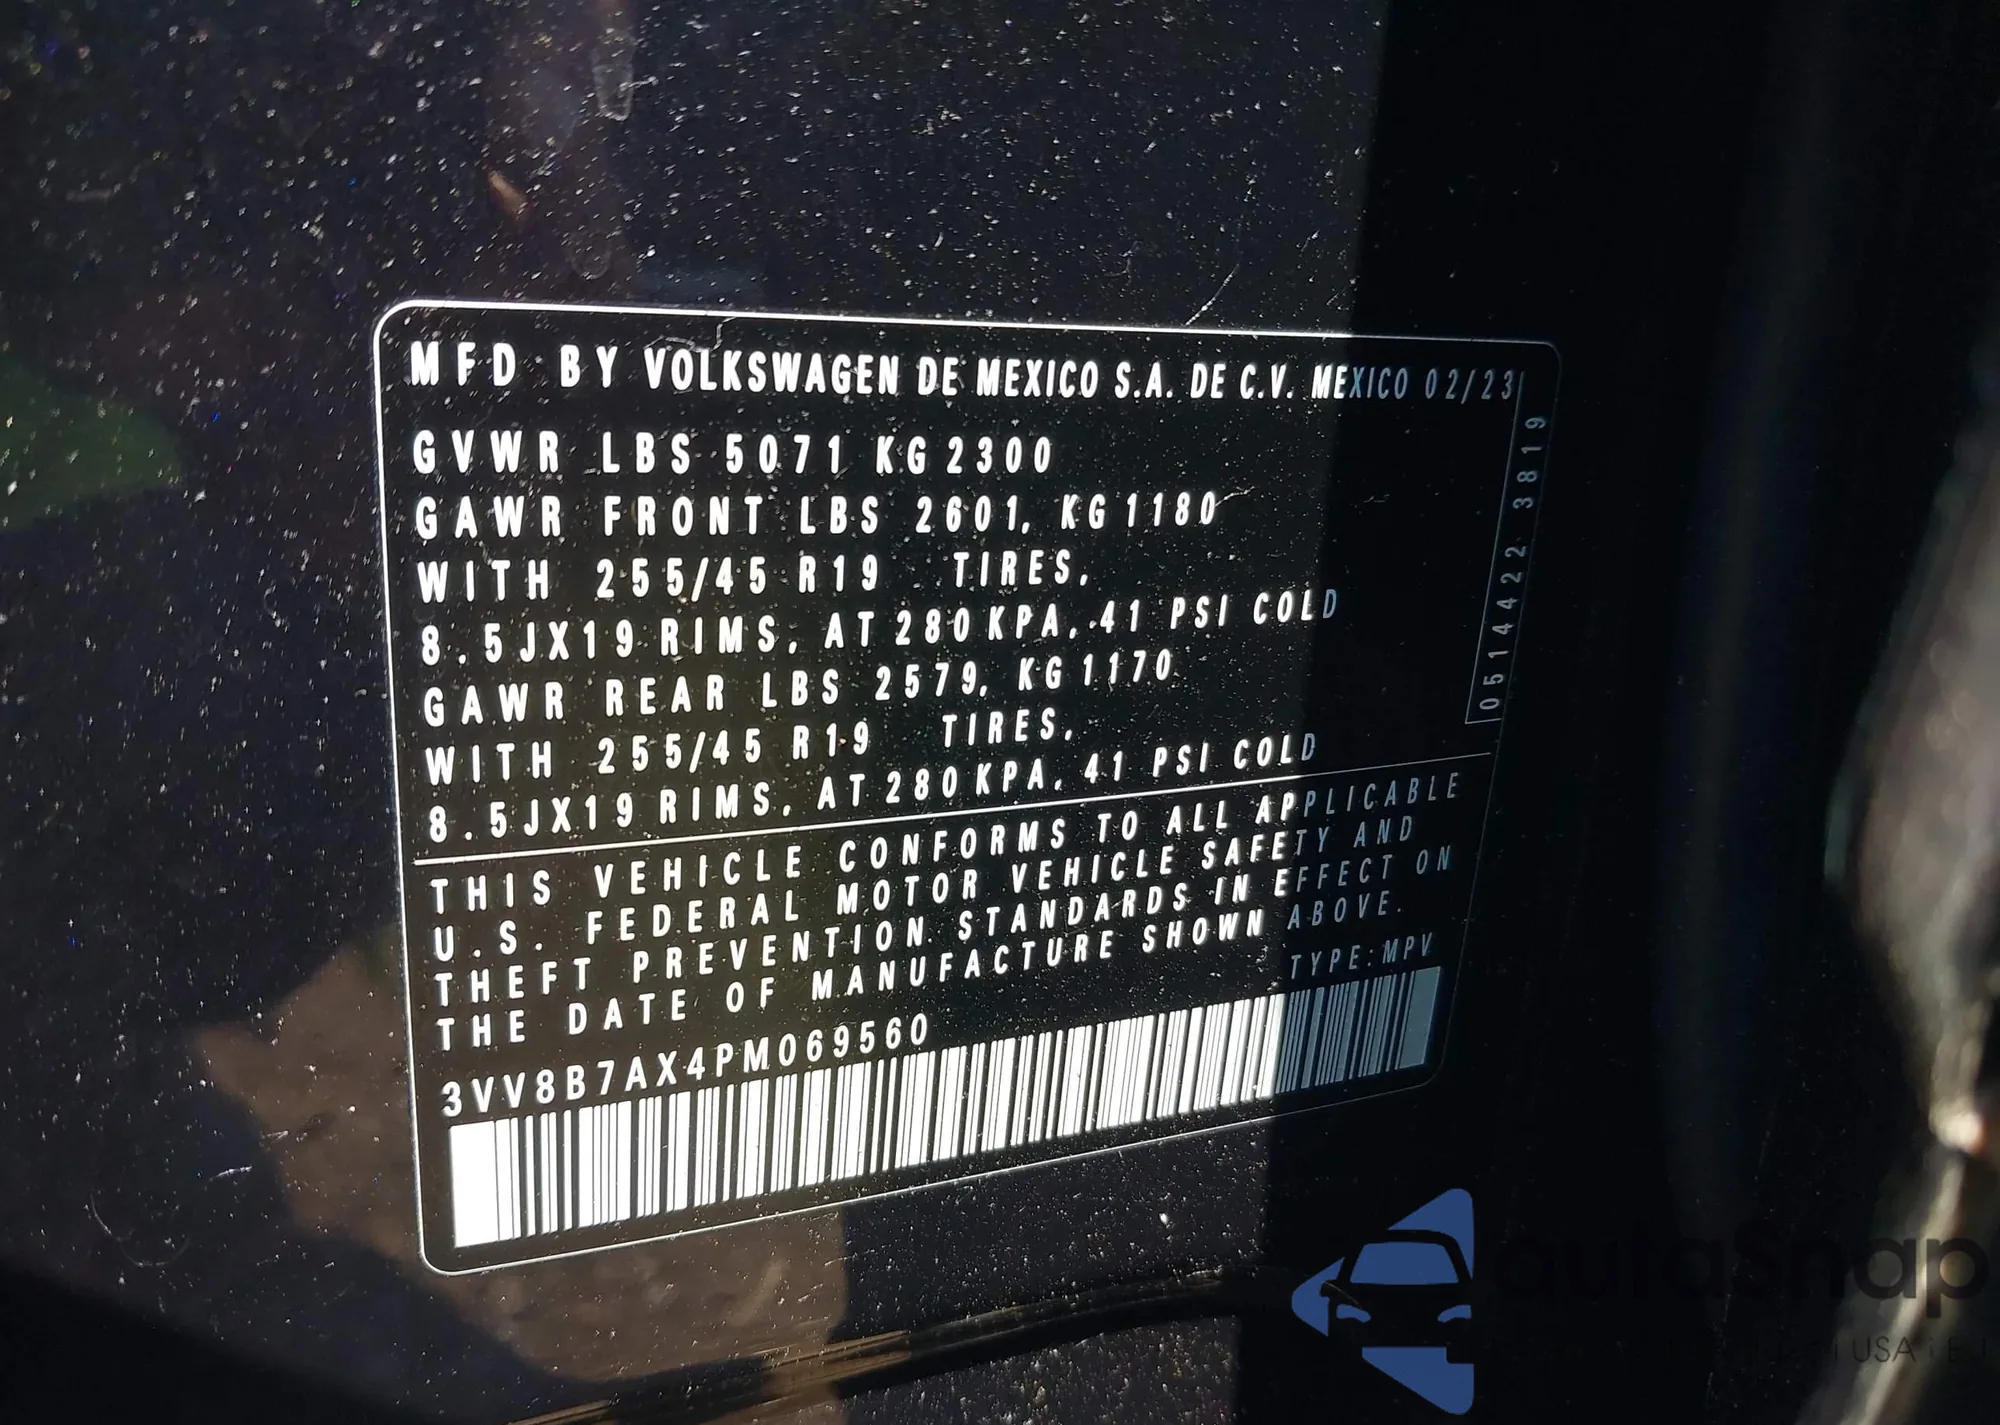 MFD BY VOLKSWAGEN DE MEXICO S.A. DE C.V. MEXICO 02/23
GVWR LBS 5071 KG 2300
GAWR FRONT LBS 2601, KG 1180
WITH 255/45 R19 TIRES,
8.5JX19 RIMS, AT 280 KPA, 41 PSI COLD
GAWR REAR LBS 2579, KG 1170
WITH 255/45 R19 TIRES,
8.5JX19 RIMS, AT 280 KPA, 41 PSI COLD
0514422 3819
THIS VEHICLE CONFORMS TO ALL APPLICABLE
U.S. FEDERAL MOTOR VEHICLE SAFETY AND
THEFT PREVENTION STANDARDS IN EFFECT ON
THE DATE OF MANUFACTURE SHOWN ABOVE.
TYPE:MPV
3VV8B7AX4PM069560
autasnap
USA